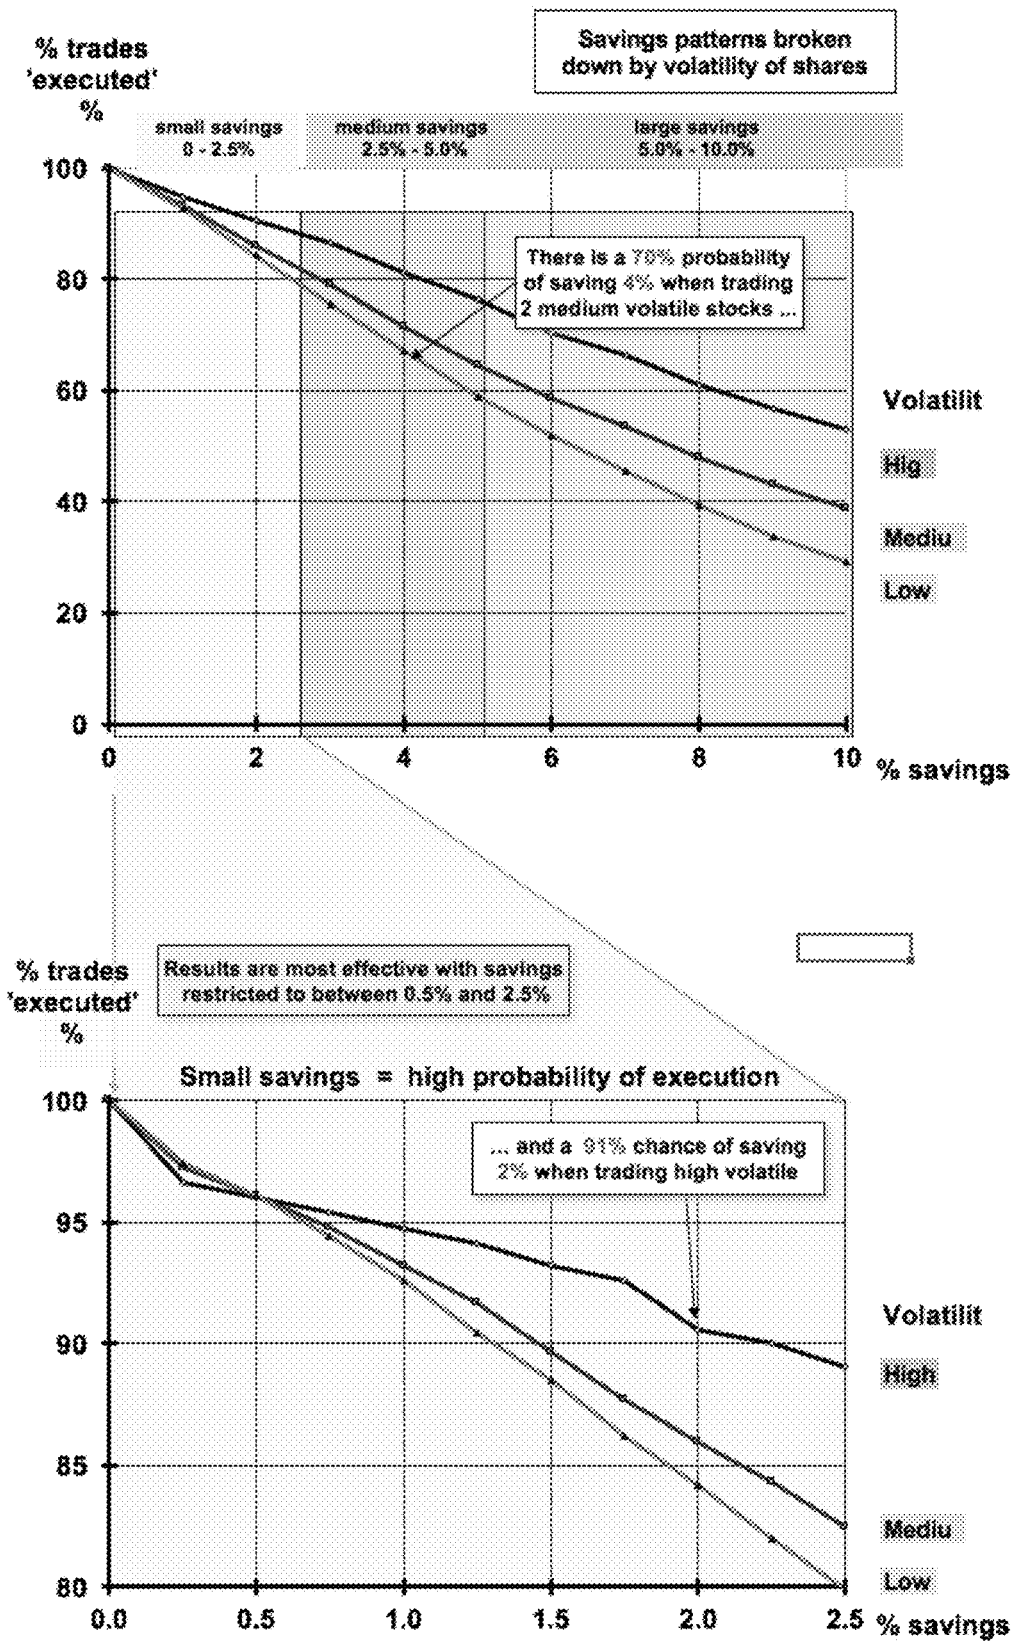 Savings patterns broken
down by volatility of shares
% trades
'executed'
%
small savings
0 - 2.5%
medium savings
2.5% - 5.0%
large savings
5.0% - 10.0%
100
80
60
40
20
0
There is a 70% probability
of saving 4% when trading
2 medium volatile stocks ...
Volatilit
Hig
Mediu
Low
0 2 4 6 8 10
% savings
% trades
'executed'
%
Results are most effective with savings
restricted to between 0.5% and 2.5%
Small savings = high probability of execution
100
95
90
85
80
... and a 91% chance of saving
2% when trading high volatile
Volatilit
High
Mediu
Low
0.0 0.5 1.0 1.5 2.0 2.5
% savings